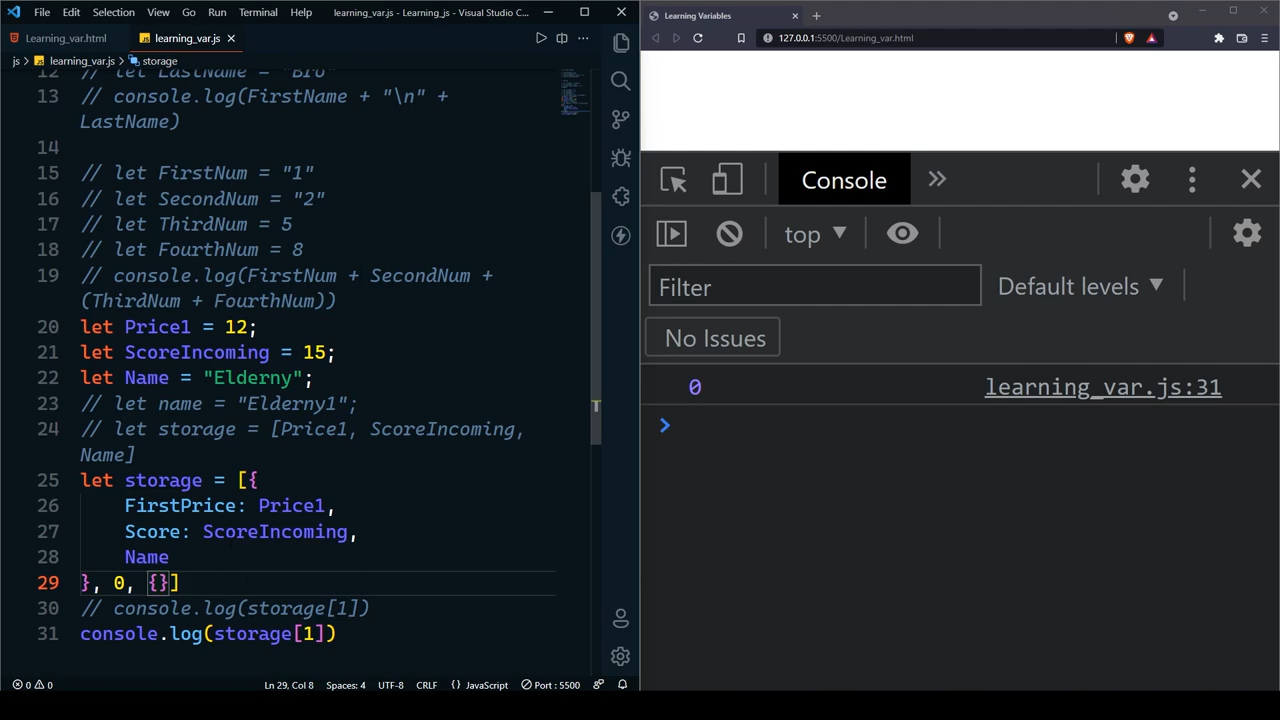 File Edit Selection View Go Run Terminal Help learning_var.js - Learning_js - Visual Studio C...
Learning_var.html learning_var.js
js > learning_var.js > storage
12 // let LastName = "Bro"
13 // console.log(FirstName + "\n" +
LastName)
14
15 // let FirstNum = "1"
16 // let SecondNum = "2"
17 // let ThirdNum = 5
18 // let FourthNum = 8
19 // console.log(FirstNum + SecondNum +
(ThirdNum + FourthNum))
20 let Price1 = 12;
21 let ScoreIncoming = 15;
22 let Name = "Elderny";
23 // let name = "Elderny1";
24 // let storage = [Price1, ScoreIncoming,
Name]
25 let storage = [{
26 FirstPrice: Price1,
27 Score: ScoreIncoming,
28 Name
29 }, 0, {}]
30 // console.log(storage[1])
31 console.log(storage[1])
0 0 Ln 29, Col 8 Spaces: 4 UTF-8 CRLF {} JavaScript Port : 5500
Learning Variables
127.0.0.1:5500/Learning_var.html
Console
top
Filter
Default levels
No Issues
0 learning_var.js:31